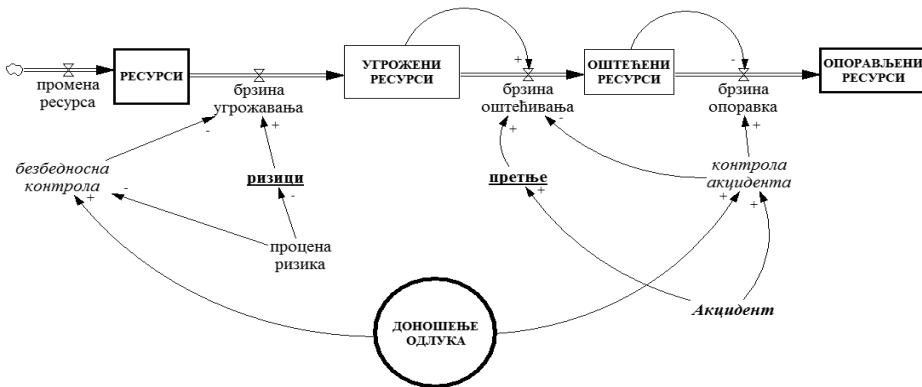 УГРОЖЕНИ
РЕСУРСИ
ОШТЕЋЕНИ
РЕСУРСИ
ОПОРАВЉЕНИ
РЕСУРСИ
РЕСУРСИ
промена
ресурса
брзина
угрожавања
брзина
оштећивања
брзина
опоравка
+
-
-
+
+
-
+
безбедносна
контрола
ризици
претње
контрола
акцидента
+
-
-
+
+
+
процена
ризика
Акцидент
ДОНОШЕЊЕ
ОДЛУКА